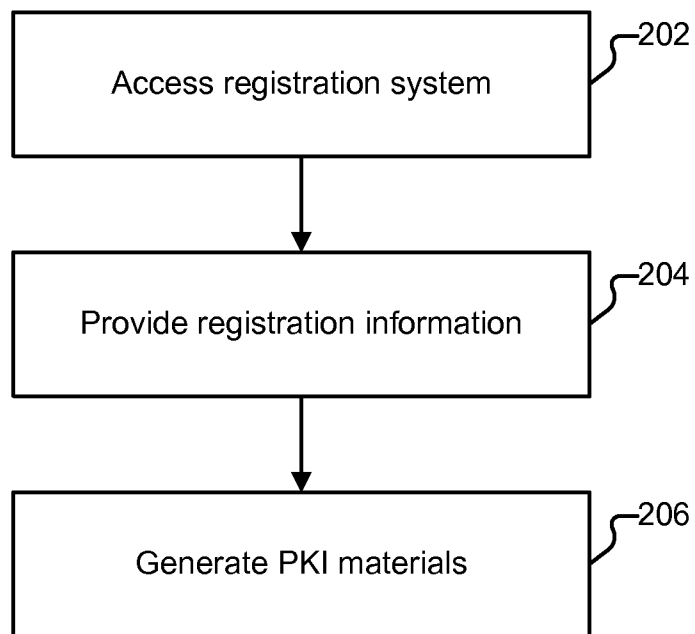 202
Access registration system
204
Provide registration information
206
Generate PKI materials